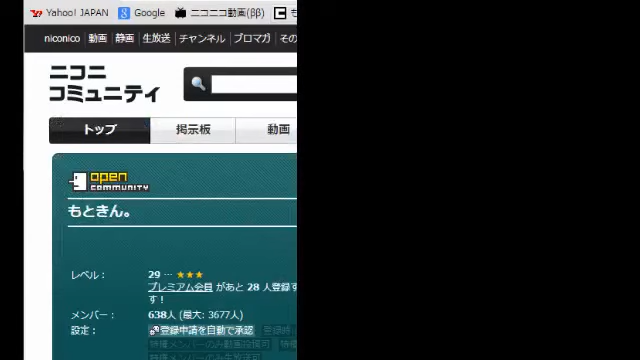 Yahoo! JAPAN Google ニコニコ動画(ββ) も
niconico 動画 静画 生放送 チャンネル ブロマガ その
ニコニ
コミュニティ
トップ 掲示板 動画
open
COMMUNITY
もときん。
レベル： 29 … ★★★
プレミアム会員 があと 28 人登録す
す！
メンバー： 638人 (最大: 3677人)
設定： 登録申請を自動で承認